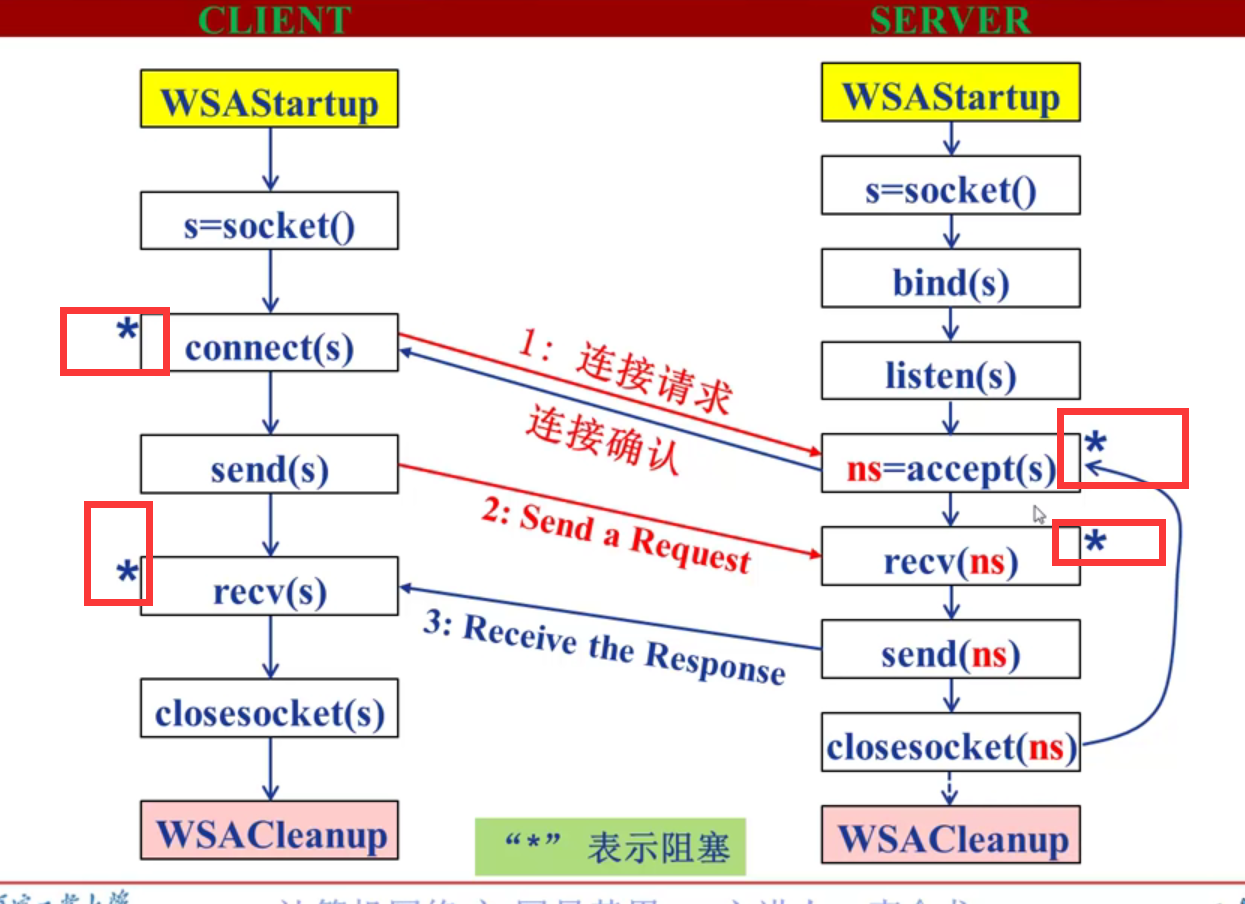 CLIENT
SERVER
WSAStartup
s=socket()
* connect(s)
send(s)
* recv(s)
closesocket(s)
WSACleanup
1：连接请求
连接确认
2: Send a Request
3: Receive the Response
WSAStartup
s=socket()
bind(s)
listen(s)
ns=accept(s) *
recv(ns) *
send(ns)
closesocket(ns)
WSACleanup
“*” 表示阻塞